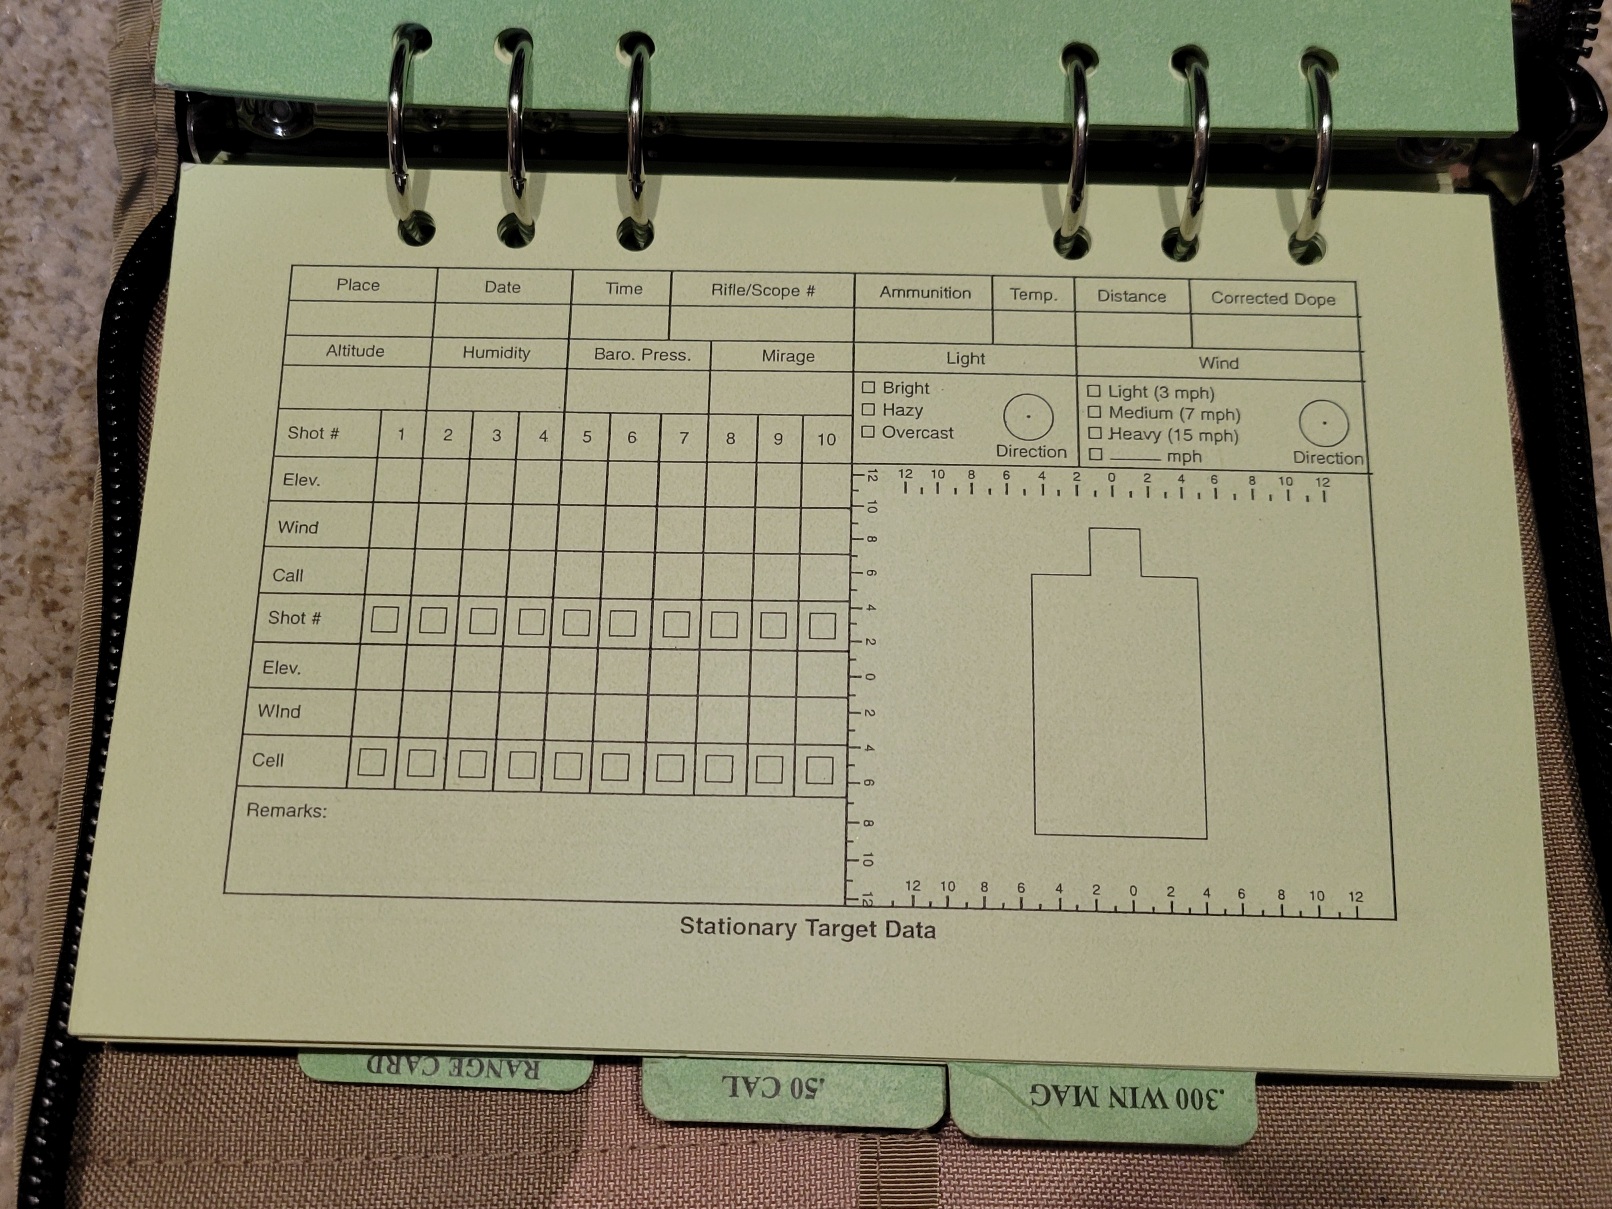 Place Date Time Rifle/Scope # Ammunition Temp. Distance Corrected Dope
Altitude Humidity Baro. Press. Mirage Light Wind
Bright
Hazy
Overcast
Direction
Light (3 mph)
Medium (7 mph)
Heavy (15 mph)
_____ mph
Direction
Shot # 1 2 3 4 5 6 7 8 9 10
Elev.
Wind
Call
Shot #
Elev.
WInd
Cell
Remarks:
12 10 8 6 4 2 0 2 4 6 8 10 12
12 10 8 6 4 2 0 2 4 6 8 10 12
12 10 8 6 4 2 0 2 4 6 8 10 12
Stationary Target Data
RANGE CARD
.50 CAL
.300 WIN MAG